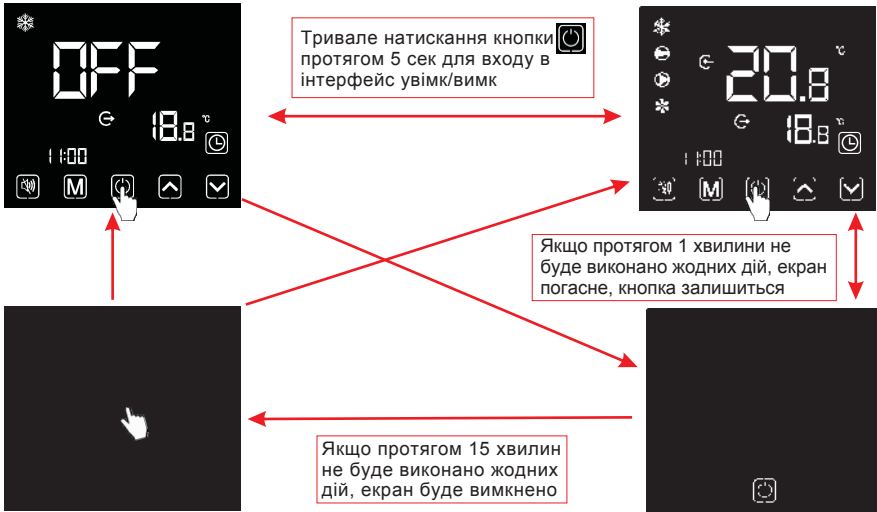 OFF
18.8 °C
11:00
M
Тривале натискання кнопки
протягом 5 сек для входу в
інтерфейс увімк/вимк
20.8 °C
18.8 °C
11:00
M
Якщо протягом 1 хвилини не
буде виконано жодних дій, екран
погасне, кнопка залишиться
Якщо протягом 15 хвилин
не буде виконано жодних
дій, екран буде вимкнено